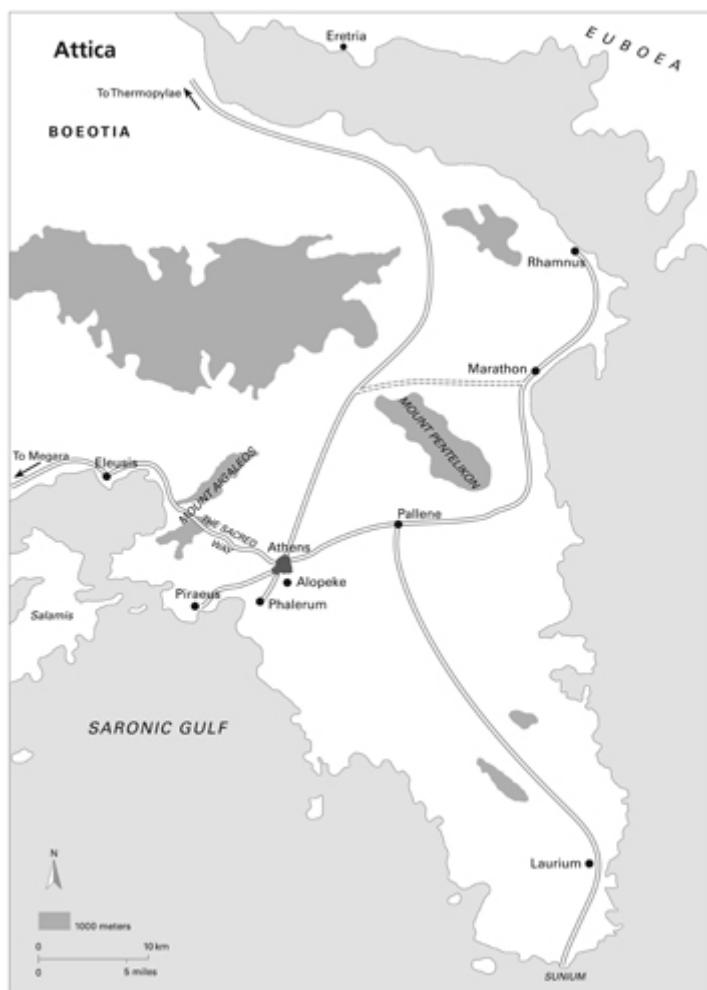 Attica
Eretria
EUBOEA
To Thermopylae
BOEOTIA
Rhamnus
Marathon
MOUNT PENTELIKON
To Megara
Eleusis
MOUNT AIGALEOS
THE SACRED
WAY
Pallene
Athens
Alopeke
Piraeus
Phalerum
Salamis
SARONIC GULF
Laurium
N
1000 meters
0
10 km
0
5 miles
SUNIUM